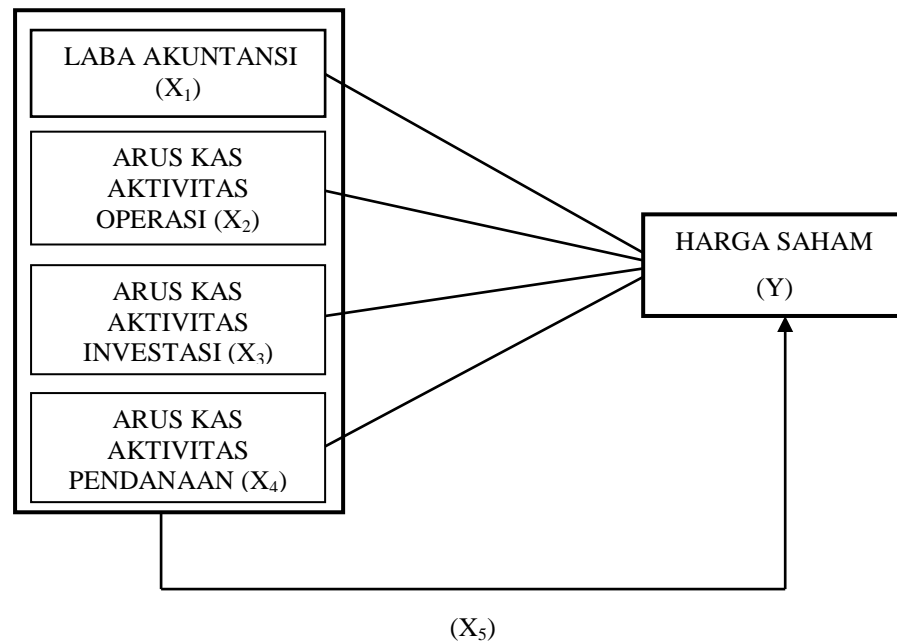 LABA AKUNTANSI
(X₁)
ARUS KAS
AKTIVITAS
OPERASI (X₂)
ARUS KAS
AKTIVITAS
INVESTASI (X₃)
ARUS KAS
AKTIVITAS
PENDANAAN (X₄)
HARGA SAHAM
(Y)
(X₅)